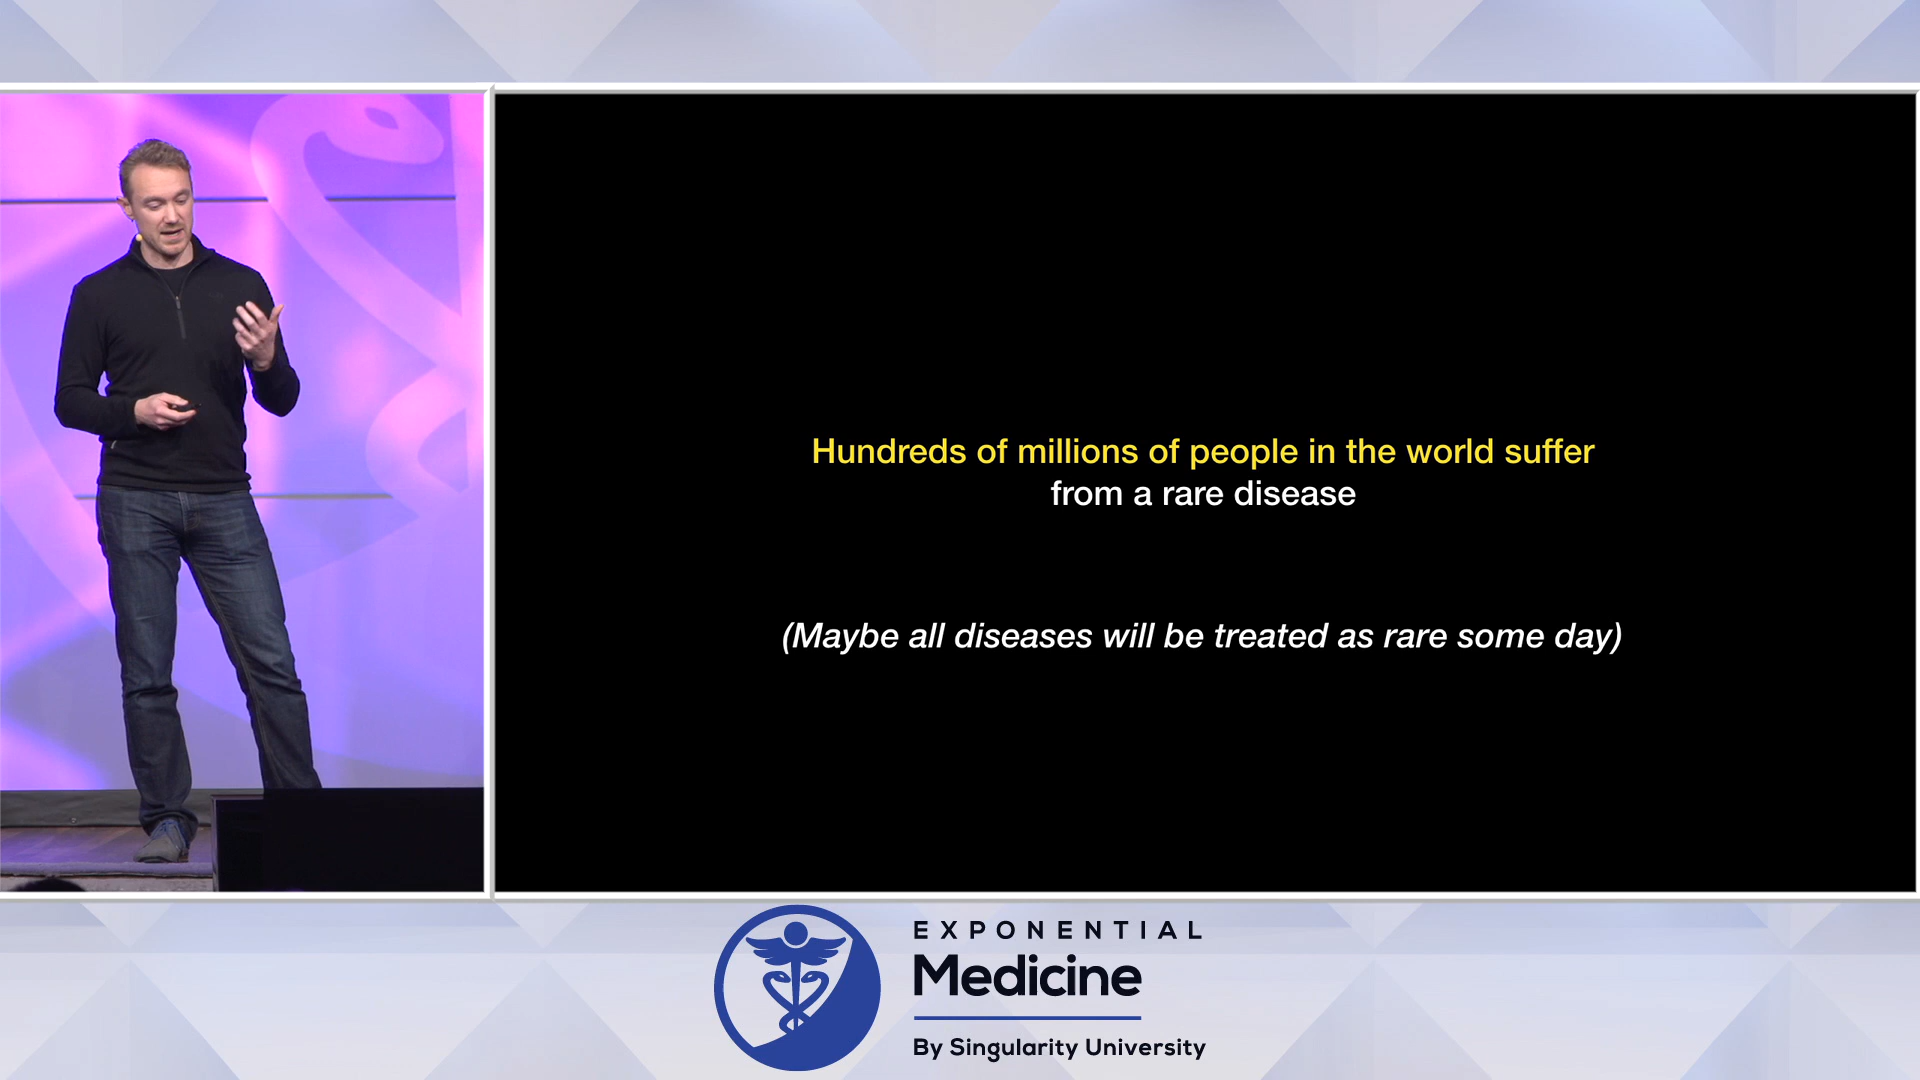 Hundreds of millions of people in the world suffer
from a rare disease
(Maybe all diseases will be treated as rare some day)
EXPONENTIAL
Medicine
By Singularity University